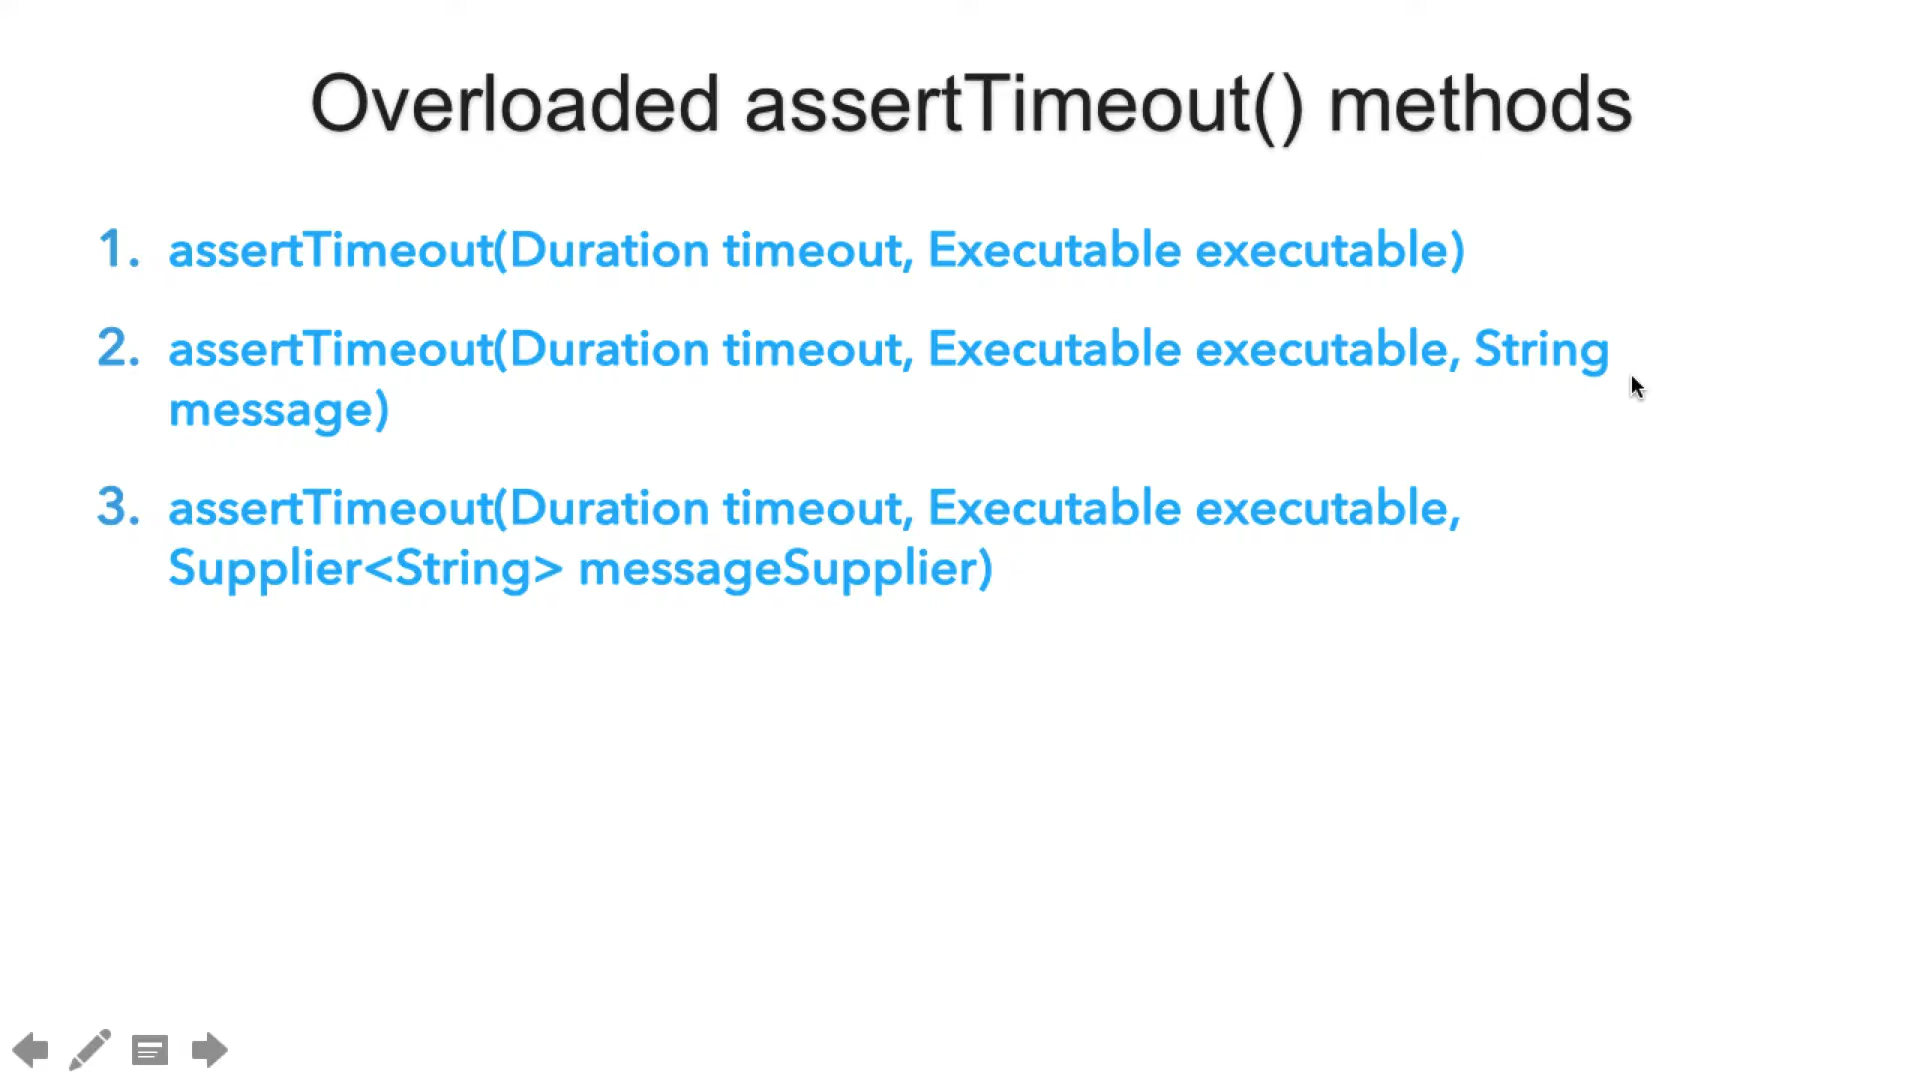 Overloaded assertTimeout() methods
1. assertTimeout(Duration timeout, Executable executable)
2. assertTimeout(Duration timeout, Executable executable, String
message)
3. assertTimeout(Duration timeout, Executable executable,
Supplier<String> messageSupplier)